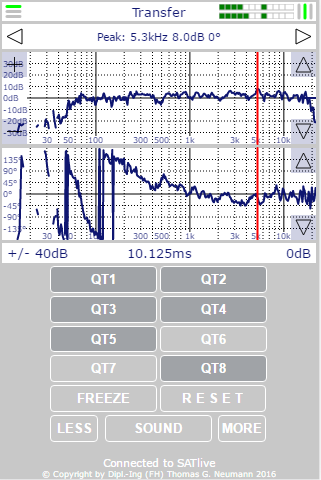 Transfer
Peak: 5.3kHz 8.0dB 0°
30dB
20dB
10dB
0dB
-10dB
-20dB
-30dB
30 50 100 300 500 1k 3k 5k 10k
135°
90°
45°
0°
-45°
-90°
-135°
30 50 100 300 500 1k 3k 5k 10k
+/- 40dB 10.125ms 0dB
QT1 QT2
QT3 QT4
QT5 QT6
QT7 QT8
FREEZE R E S E T
LESS SOUND MORE
Connected to SATlive
© Copyright by Dipl.-Ing (FH) Thomas G. Neumann 2016